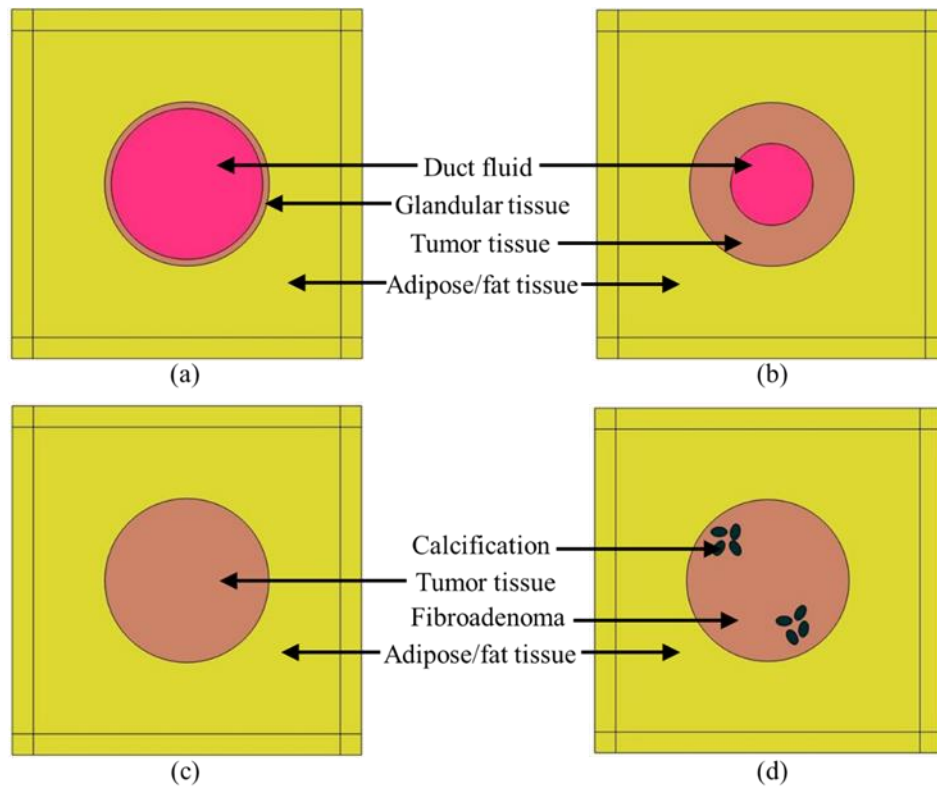 Duct fluid
Glandular tissue
Tumor tissue
Adipose/fat tissue
(a)
(b)
Calcification
Tumor tissue
Fibroadenoma
Adipose/fat tissue
(c)
(d)